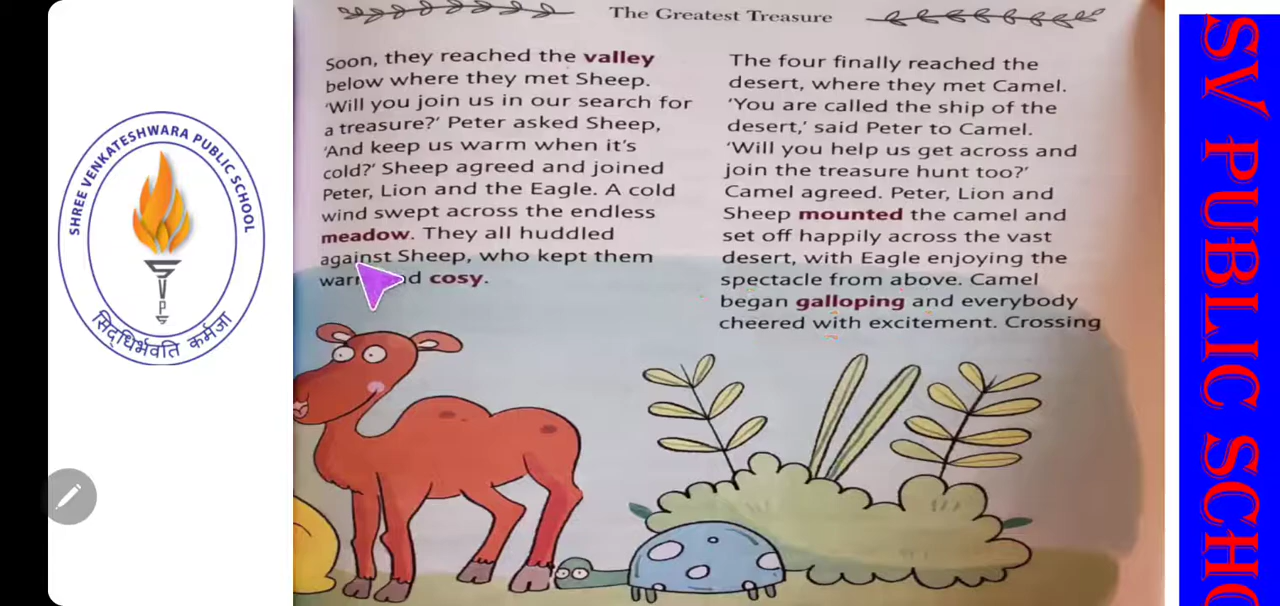 SHREE VENKATESHWARA PUBLIC SCHOOL
S
V
P
S
सिद्धिर्भवति कर्मजा
The Greatest Treasure
Soon, they reached the valley
below where they met Sheep.
'Will you join us in our search for
a treasure?' Peter asked Sheep,
'And keep us warm when it's
cold?' Sheep agreed and joined
Peter, Lion and the Eagle. A cold
wind swept across the endless
meadow. They all huddled
against Sheep, who kept them
cosy.
The four finally reached the
desert, where they met Camel.
'You are called the ship of the
desert,' said Peter to Camel.
'Will you help us get across and
join the treasure hunt too?'
Camel agreed. Peter, Lion and
Sheep mounted the camel and
set off happily across the vast
desert, with Eagle enjoying the
spectacle from above. Camel
began galloping and everybody
cheered with excitement. Crossing
SV PUBLIC SCHO